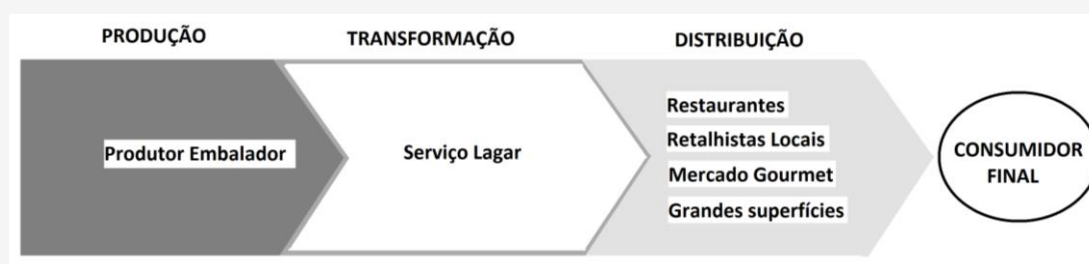 PRODUÇÃO
TRANSFORMAÇÃO
DISTRIBUIÇÃO
Produtor Embalador
Serviço Lagar
Restaurantes
Retalhistas Locais
Mercado Gourmet
Grandes superfícies
CONSUMIDOR
FINAL